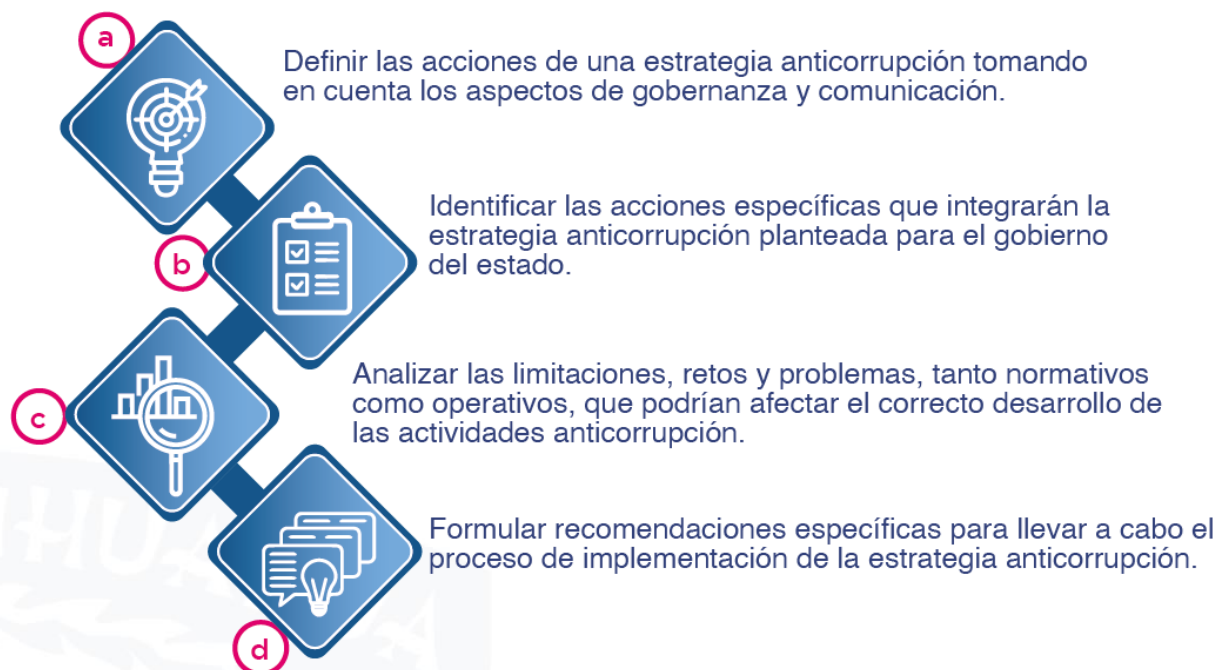 a
Definir las acciones de una estrategia anticorrupción tomando
en cuenta los aspectos de gobernanza y comunicación.
b
Identificar las acciones específicas que integrarán la
estrategia anticorrupción planteada para el gobierno
del estado.
c
Analizar las limitaciones, retos y problemas, tanto normativos
como operativos, que podrían afectar el correcto desarrollo de
las actividades anticorrupción.
d
Formular recomendaciones específicas para llevar a cabo el
proceso de implementación de la estrategia anticorrupción.